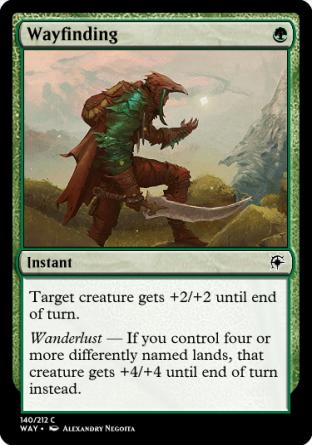 Wayfinding
Instant
Target creature gets +2/+2 until end
of turn.
Wanderlust — If you control four or
more differently named lands, that
creature gets +4/+4 until end of turn
instead.
140/212 C
WAY • Alexandry Negoita